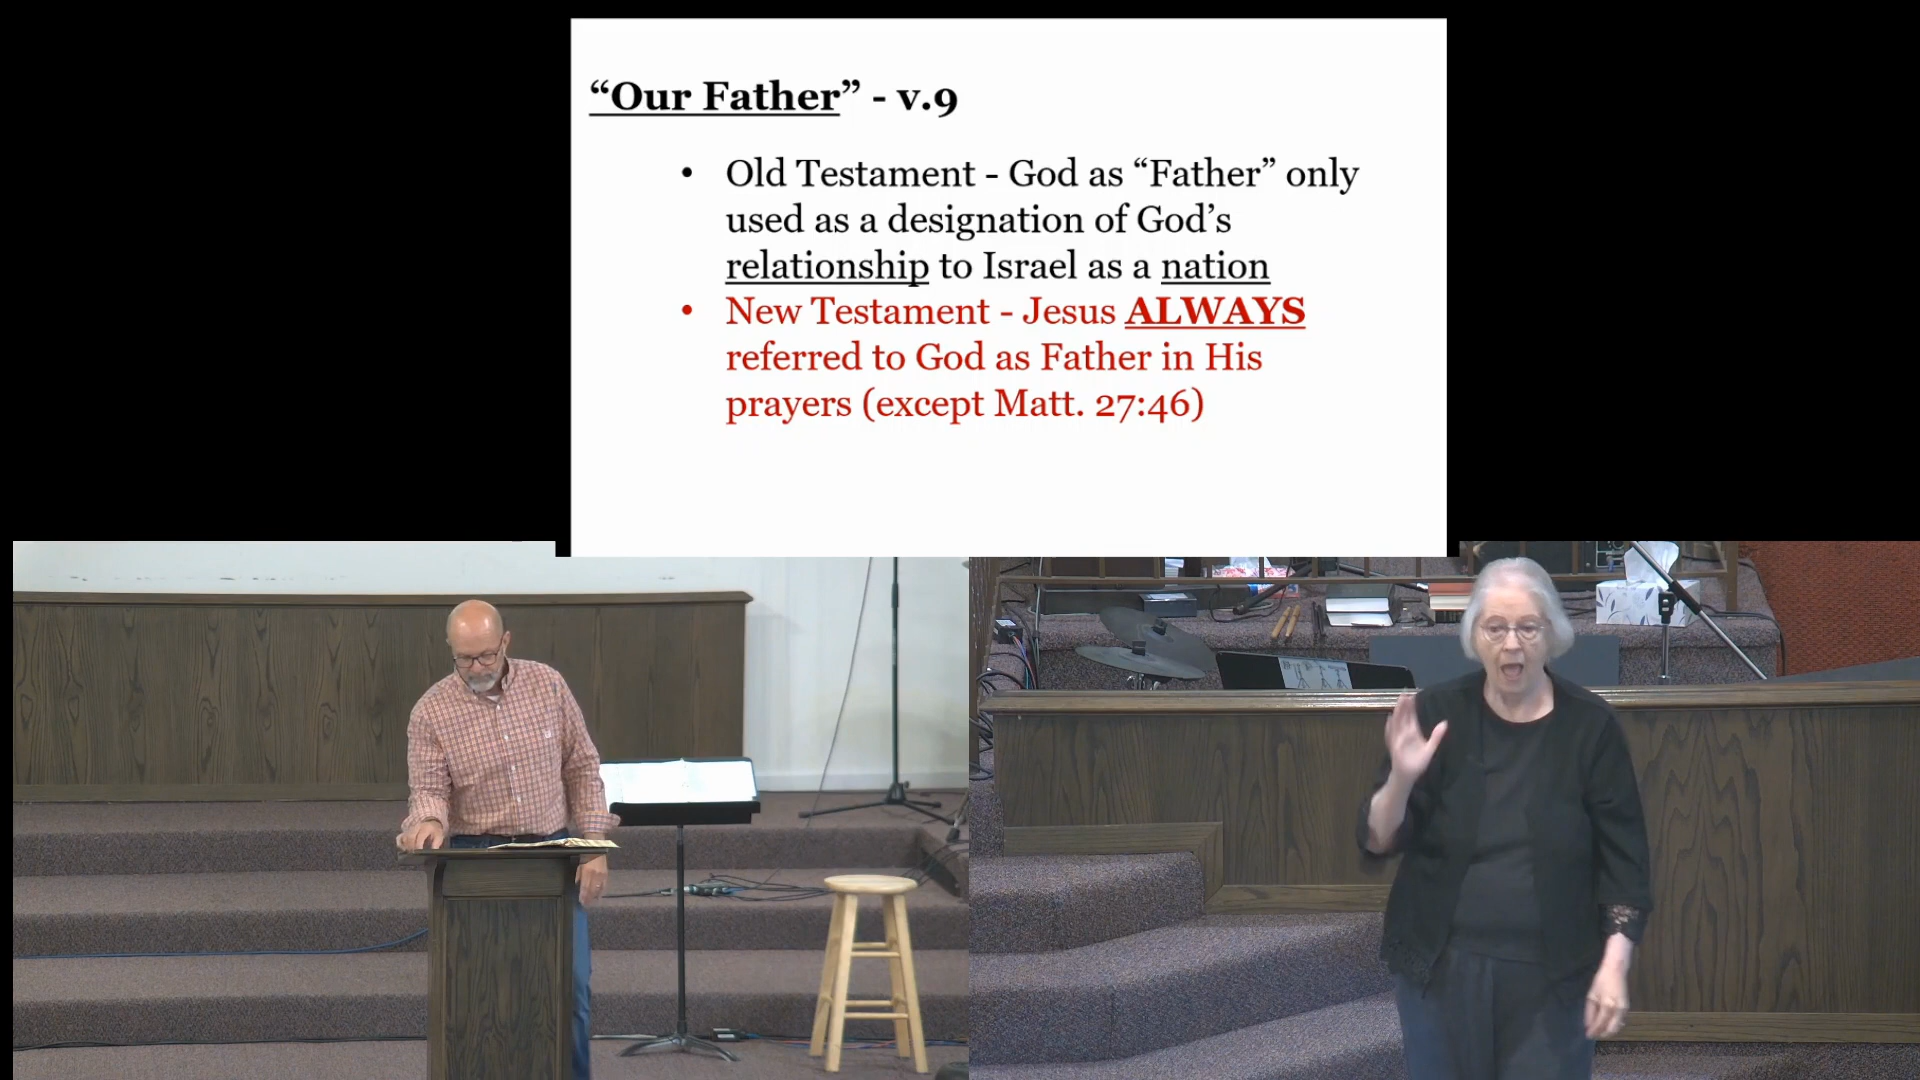 “Our Father” - v.9
• Old Testament - God as “Father” only
used as a designation of God’s
relationship to Israel as a nation
• New Testament - Jesus ALWAYS
referred to God as Father in His
prayers (except Matt. 27:46)